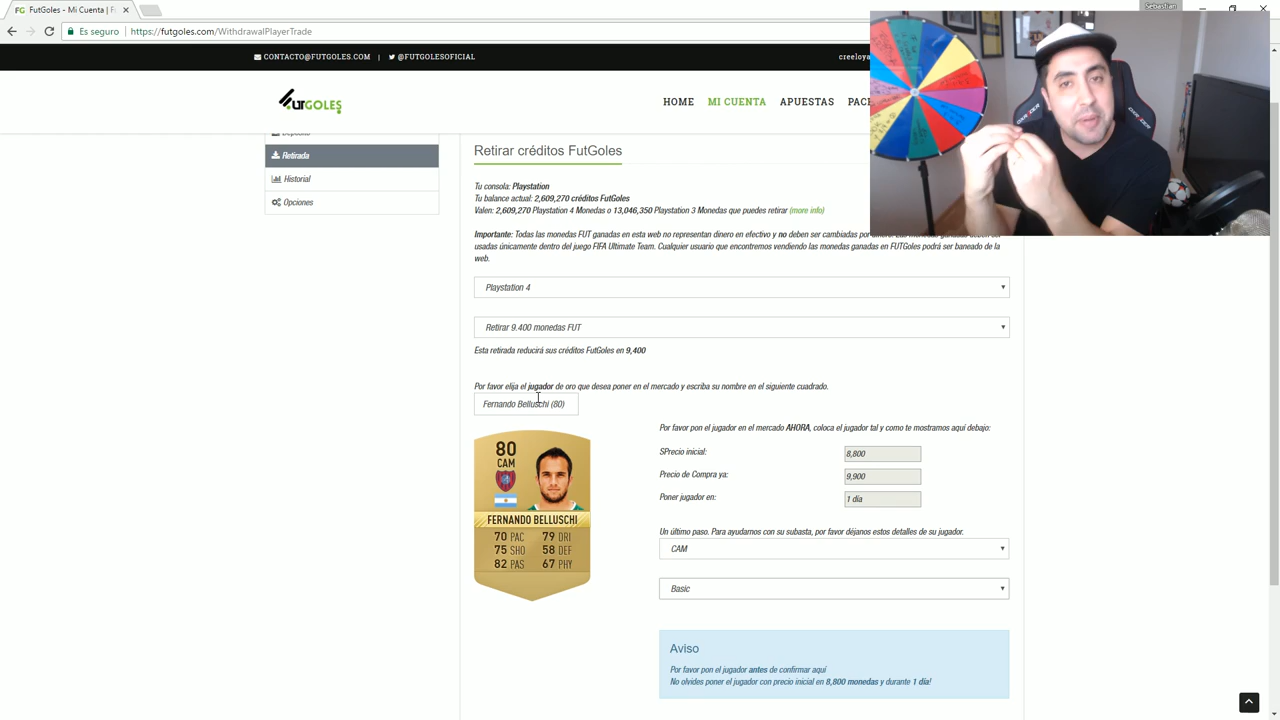 FutGoles - Mi Cuenta | F
Sebastian
Es seguro https://futgoles.com/WithdrawalPlayerTrade
CONTACTO@FUTGOLES.COM @FUTGOLESOFICIAL creeloya
FUTGOLES
HOME MI CUENTA APUESTAS PACK
Retirada
Historial
Opciones
Retirar créditos FutGoles
Tu consola: Playstation
Tu balance actual: 2,609,270 créditos FutGoles
Valen: 2,609,270 Playstation 4 Monedas o 13,046,350 Playstation 3 Monedas que puedes retirar (more info)
Importante: Todas las monedas FUT ganadas en esta web no representan dinero en efectivo y no deben ser cambiadas por dinero. Las monedas ganadas deben ser
usadas únicamente dentro del juego FIFA Ultimate Team. Cualquier usuario que encontremos vendiendo las monedas ganadas en FUTGoles podrá ser baneado de la
web.
Playstation 4
Retirar 9.400 monedas FUT
Esta retirada reducirá sus créditos FutGoles en 9,400
Por favor elija el jugador de oro que desea poner en el mercado y escriba su nombre en el siguiente cuadrado.
Fernando Belluschi (80)
80
CAM
FERNANDO BELLUSCHI
70 PAC 79 DRI
75 SHO 58 DEF
82 PAS 67 PHY
Por favor pon el jugador en el mercado AHORA, coloca el jugador tal y como te mostramos aquí debajo:
SPrecio inicial: 8,800
Precio de Compra ya: 9,900
Poner jugador en: 1 día
Un último paso. Para ayudarnos con su subasta, por favor déjanos estos detalles de su jugador.
CAM
Basic
Aviso
Por favor pon el jugador antes de confirmar aquí
No olvides poner el jugador con precio inicial en 8,800 monedas y durante 1 día!